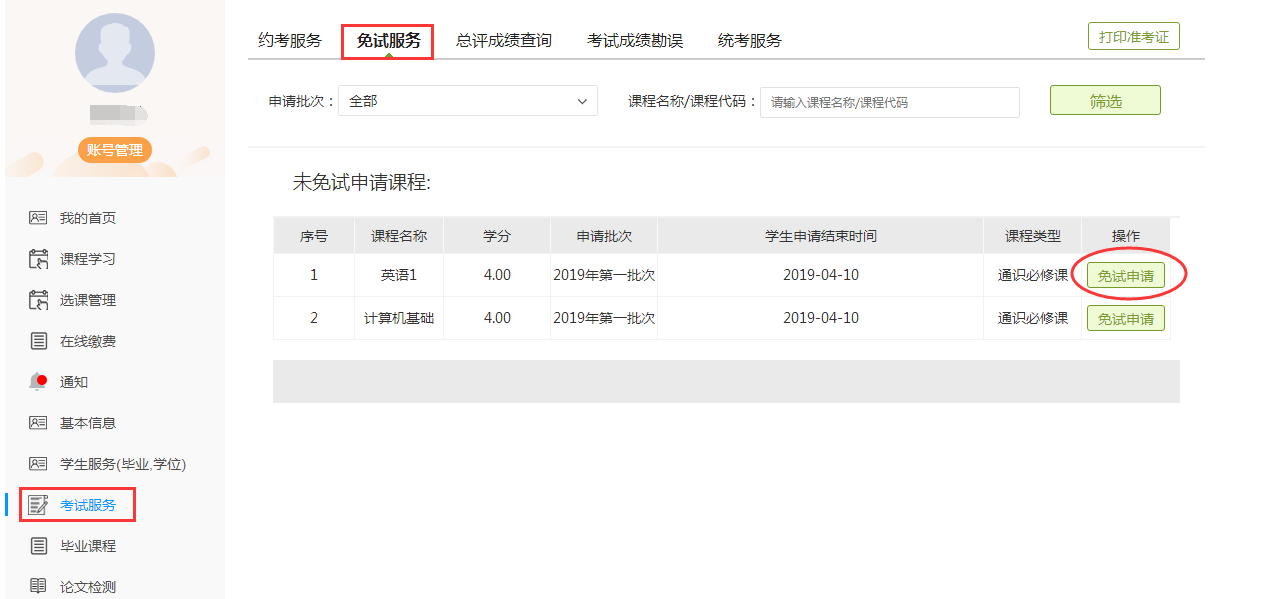 约考服务 免试服务 总评成绩查询 考试成绩勘误 统考服务 打印准考证
申请批次： 全部 课程名称/课程代码： 请输入课程名称/课程代码 筛选
账号管理
我的首页
课程学习
选课管理
在线缴费
通知
基本信息
学生服务(毕业,学位)
考试服务
毕业课程
论文检测
未免试申请课程:
序号 课程名称 学分 申请批次 学生申请结束时间 课程类型 操作
1 英语1 4.00 2019年第一批次 2019-04-10 通识必修课 免试申请
2 计算机基础 4.00 2019年第一批次 2019-04-10 通识必修课 免试申请